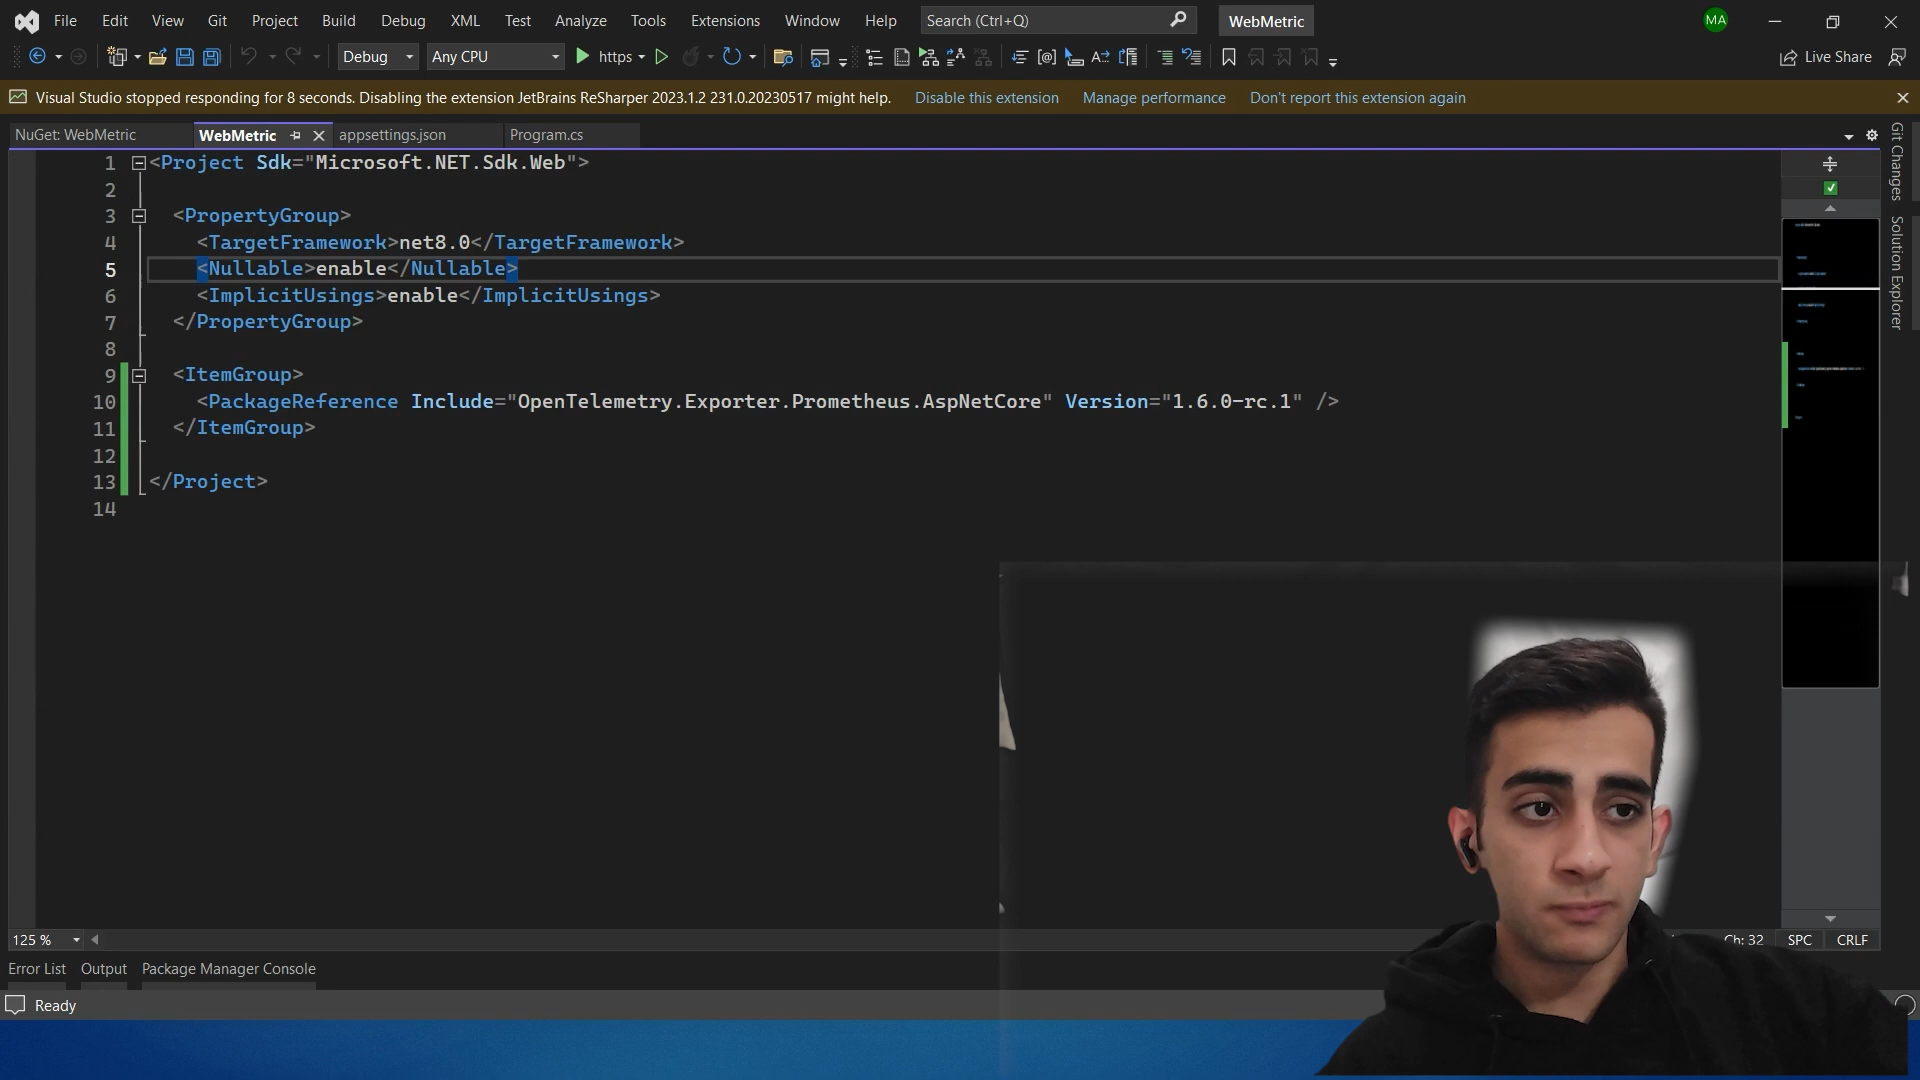 File Edit View Git Project Build Debug XML Test Analyze Tools Extensions Window Help Search (Ctrl+Q) WebMetric MA
Debug Any CPU https Live Share
Visual Studio stopped responding for 8 seconds. Disabling the extension JetBrains ReSharper 2023.1.2 231.0.20230517 might help. Disable this extension Manage performance Don't report this extension again
NuGet: WebMetric WebMetric appsettings.json Program.cs
1 <Project Sdk="Microsoft.NET.Sdk.Web">
2
3 <PropertyGroup>
4 <TargetFramework>net8.0</TargetFramework>
5 <Nullable>enable</Nullable>
6 <ImplicitUsings>enable</ImplicitUsings>
7 </PropertyGroup>
8
9 <ItemGroup>
10 <PackageReference Include="OpenTelemetry.Exporter.Prometheus.AspNetCore" Version="1.6.0-rc.1" />
11 </ItemGroup>
12
13 </Project>
14
Git Changes
Solution Explorer
125 % Ch: 32 SPC CRLF
Error List Output Package Manager Console
Ready